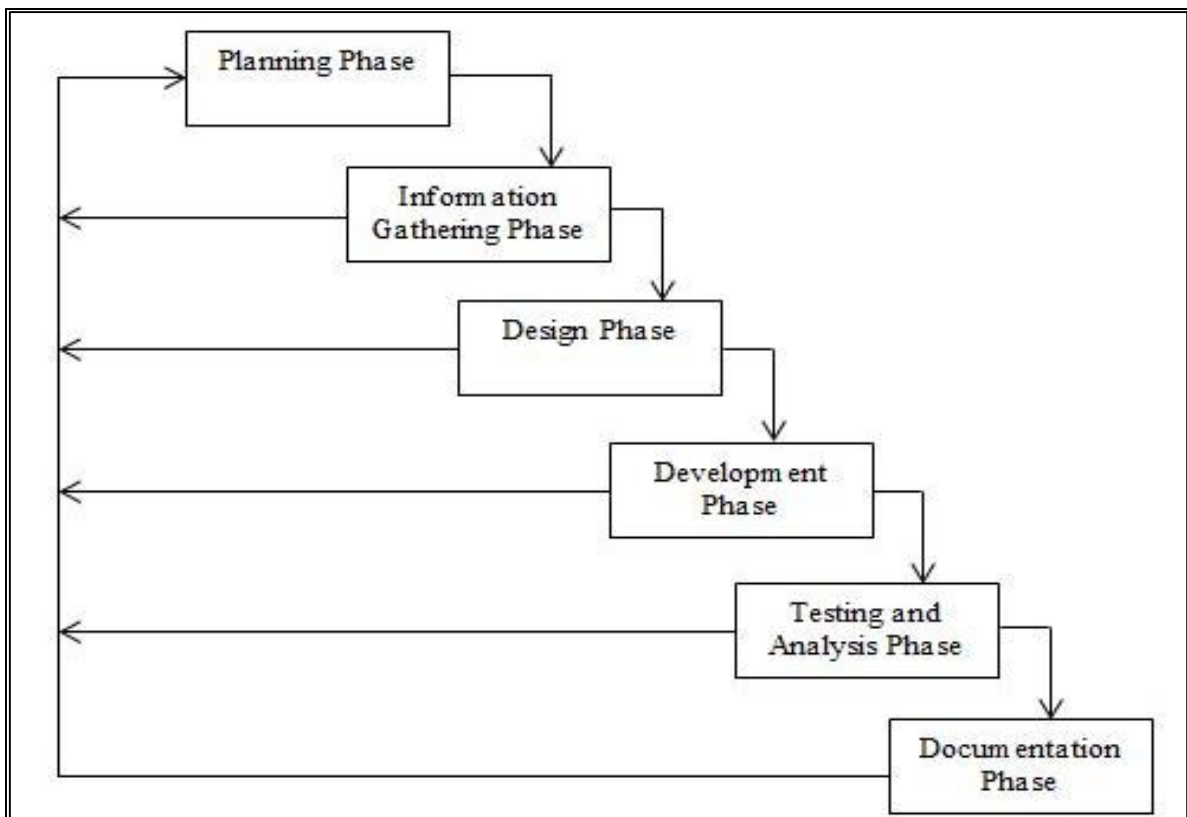 Planning Phase
Information
Gathering Phase
Design Phase
Development
Phase
Testing and
Analysis Phase
Documentation
Phase